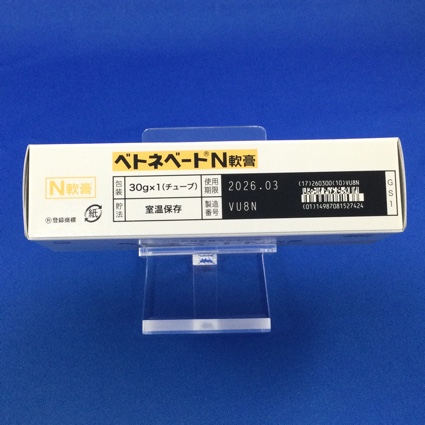 ベトネベート®N軟膏
N軟膏
包装 30g×1(チューブ) 使用期限 2026.03
貯法 室温保存 製造番号 VU8N
Ⓡ登録商標
紙
(17)260300(10)VU8N
(01)14987081527424
GS1